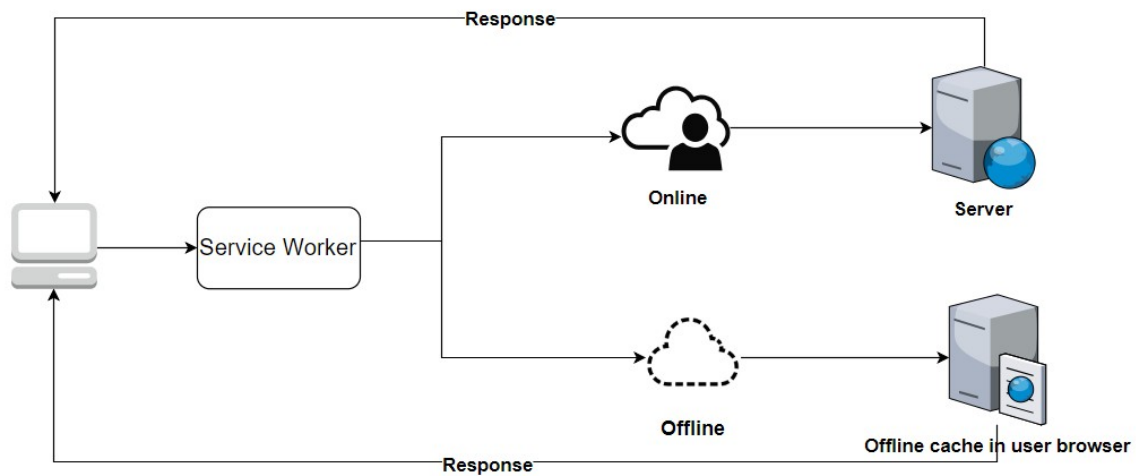 Response
Online
Server
Service Worker
Offline
Offline cache in user browser
Response